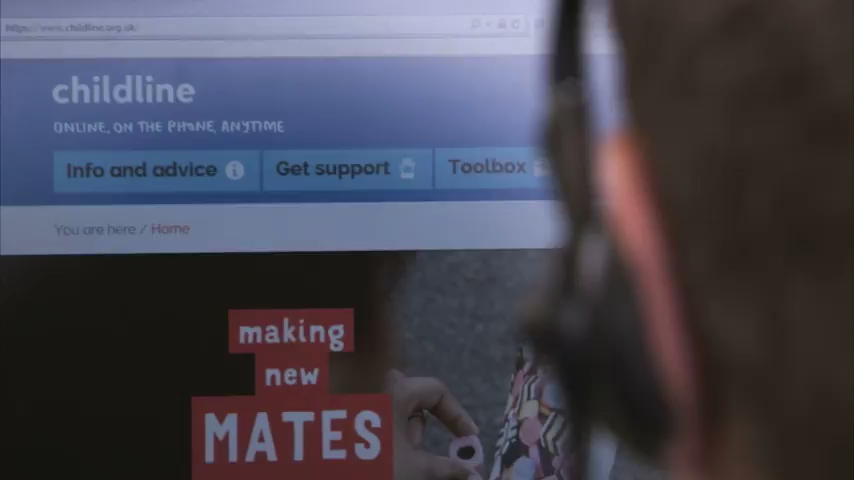 https://www.childline.org.uk/
childline
ONLINE, ON THE PHONE, ANYTIME
Info and advice
Get support
Toolbox
You are here / Home
making
new
MATES